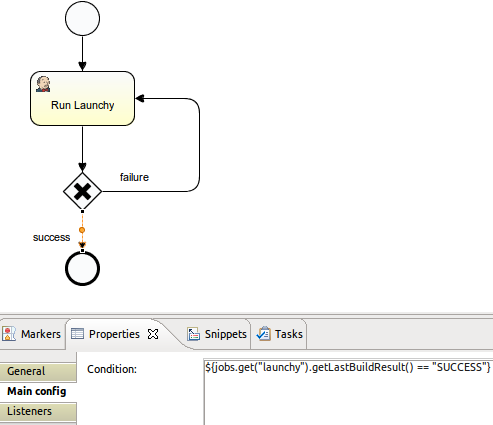 Run Launchy
failure
success
Markers
Properties
Snippets
Tasks
General
Main config
Listeners
Condition:
${jobs.get("launchy").getLastBuildResult() == "SUCCESS"}